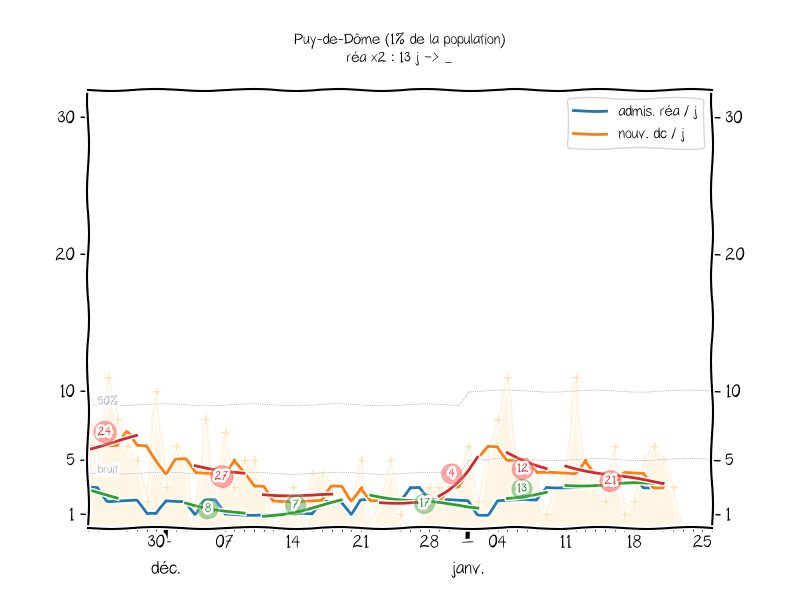 Puy-de-Dôme (1% de la population)
réa x2 : 13 j -> _
admis. réa / j
nouv. dc / j
30 30
20 20
10 10
50%
5 5
bruit
1 1
24
27
8
7
17
4
12
13
21
30 07 14 21 28 04 11 18 25
déc. janv.